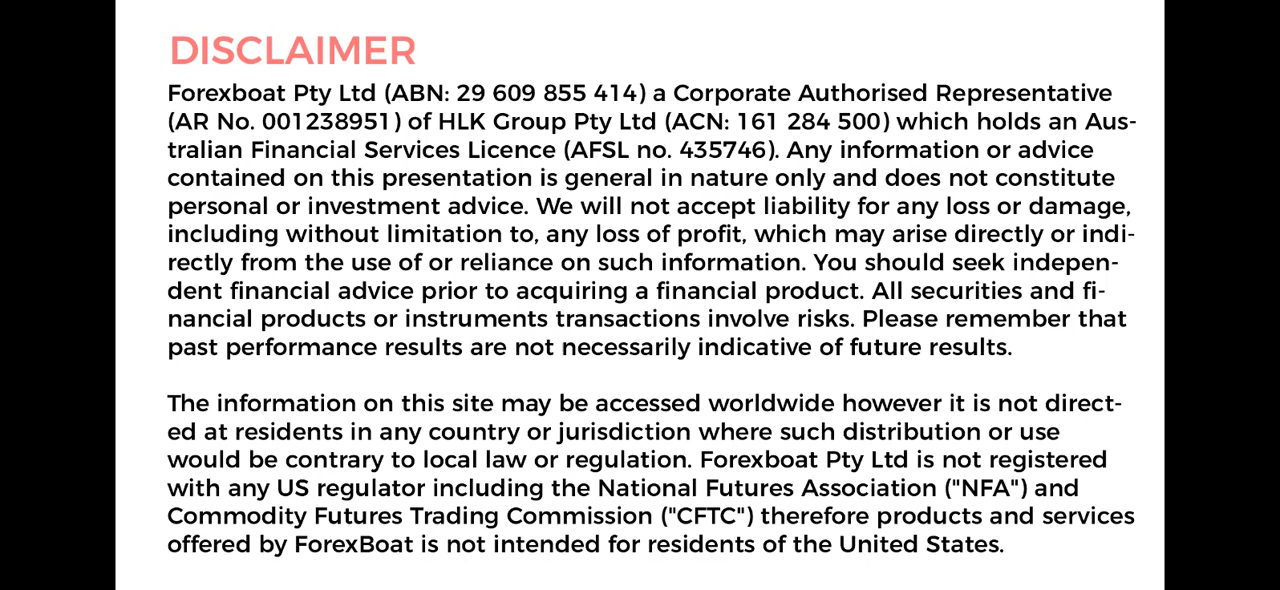 DISCLAIMER
Forexboat Pty Ltd (ABN: 29 609 855 414) a Corporate Authorised Representative
(AR No. 001238951) of HLK Group Pty Ltd (ACN: 161 284 500) which holds an Aus-
tralian Financial Services Licence (AFSL no. 435746). Any information or advice
contained on this presentation is general in nature only and does not constitute
personal or investment advice. We will not accept liability for any loss or damage,
including without limitation to, any loss of profit, which may arise directly or indi-
rectly from the use of or reliance on such information. You should seek indepen-
dent financial advice prior to acquiring a financial product. All securities and fi-
nancial products or instruments transactions involve risks. Please remember that
past performance results are not necessarily indicative of future results.
The information on this site may be accessed worldwide however it is not direct-
ed at residents in any country or jurisdiction where such distribution or use
would be contrary to local law or regulation. Forexboat Pty Ltd is not registered
with any US regulator including the National Futures Association ("NFA") and
Commodity Futures Trading Commission ("CFTC") therefore products and services
offered by ForexBoat is not intended for residents of the United States.